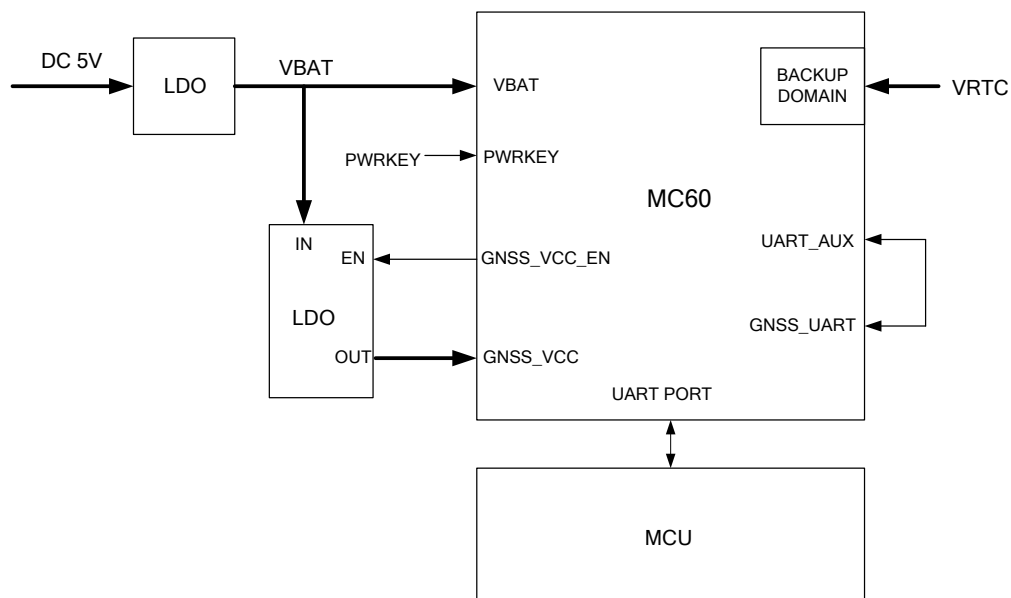 DC 5V
LDO
VBAT
VBAT
BACKUP
DOMAIN
VRTC
PWRKEY
PWRKEY
MC60
IN
EN
GNSS_VCC_EN
UART_AUX
LDO
GNSS_UART
OUT
GNSS_VCC
UART PORT
MCU